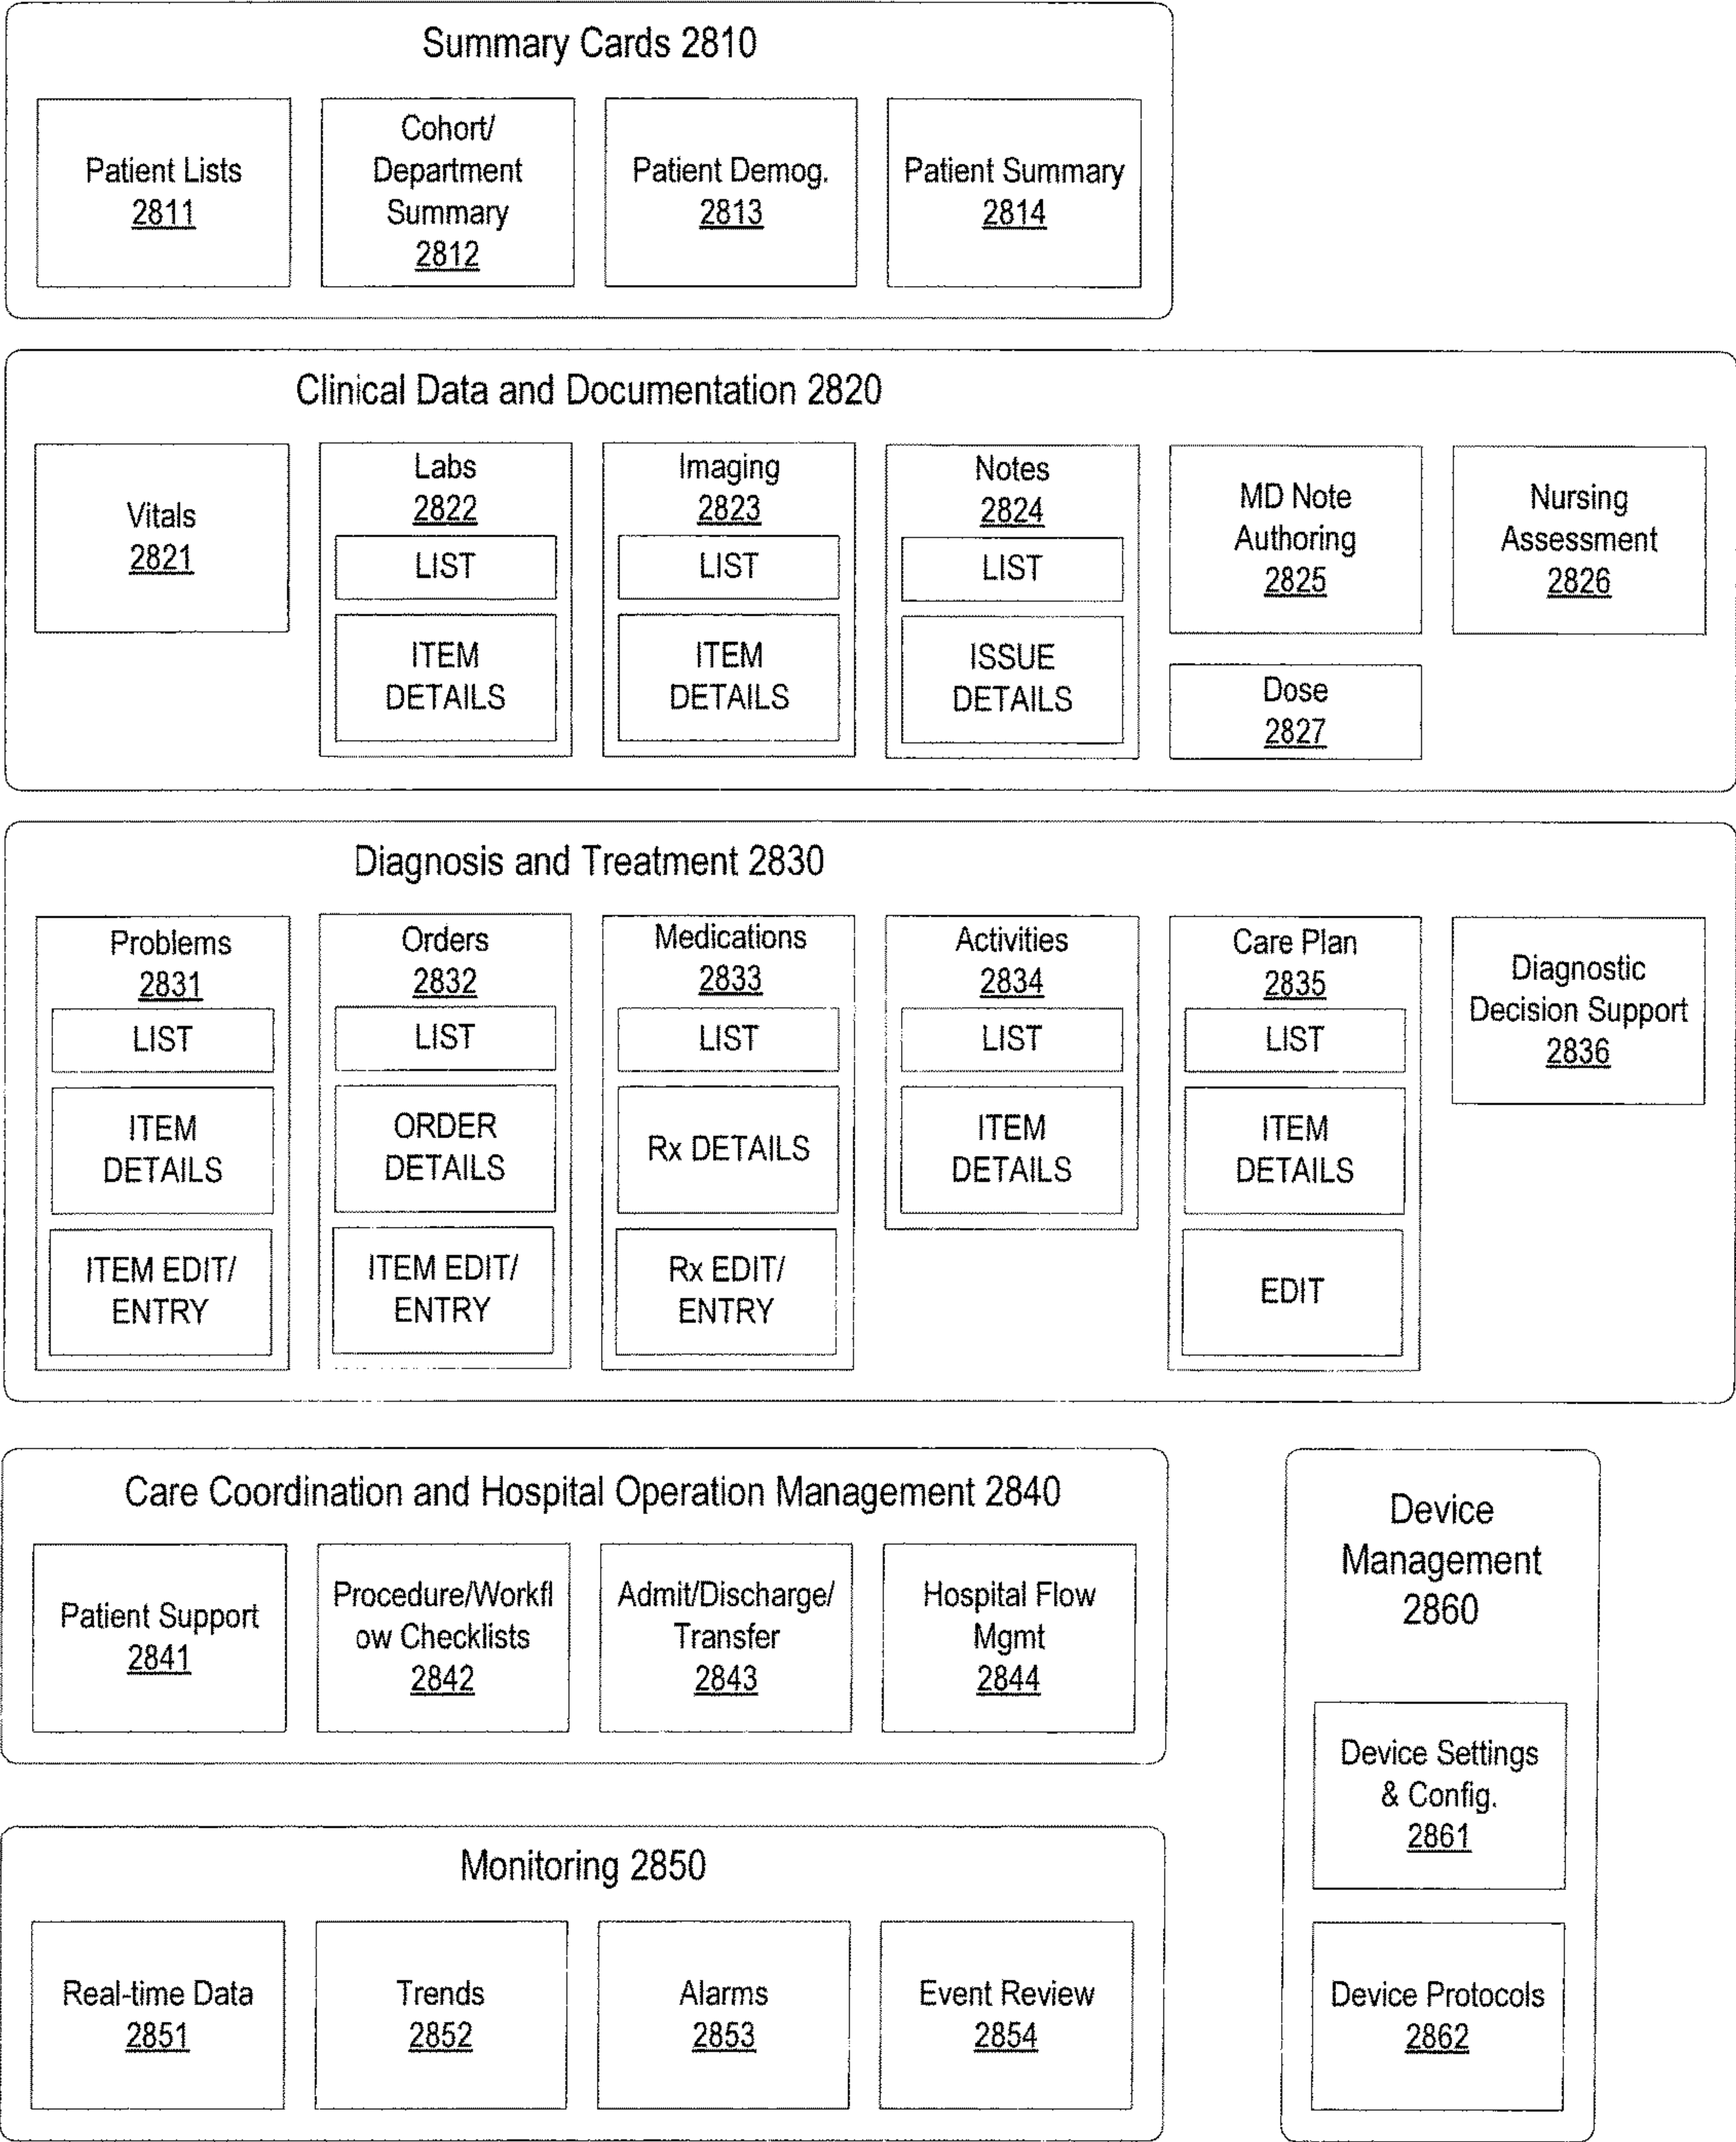 Summary Cards 2810
Patient Lists
2811
Cohort/
Department
Summary
2812
Patient Demog.
2813
Patient Summary
2814
Clinical Data and Documentation 2820
Vitals
2821
Labs
2822
LIST
ITEM
DETAILS
Imaging
2823
LIST
ITEM
DETAILS
Notes
2824
LIST
ISSUE
DETAILS
MD Note
Authoring
2825
Dose
2827
Nursing
Assessment
2826
Diagnosis and Treatment 2830
Problems
2831
LIST
ITEM
DETAILS
ITEM EDIT/
ENTRY
Orders
2832
LIST
ORDER
DETAILS
ITEM EDIT/
ENTRY
Medications
2833
LIST
Rx DETAILS
Rx EDIT/
ENTRY
Activities
2834
LIST
ITEM
DETAILS
Care Plan
2835
LIST
ITEM
DETAILS
EDIT
Diagnostic
Decision Support
2836
Care Coordination and Hospital Operation Management 2840
Patient Support
2841
Procedure/Workfl
ow Checklists
2842
Admit/Discharge/
Transfer
2843
Hospital Flow
Mgmt
2844
Monitoring 2850
Real-time Data
2851
Trends
2852
Alarms
2853
Event Review
2854
Device
Management
2860
Device Settings
& Config.
2861
Device Protocols
2862